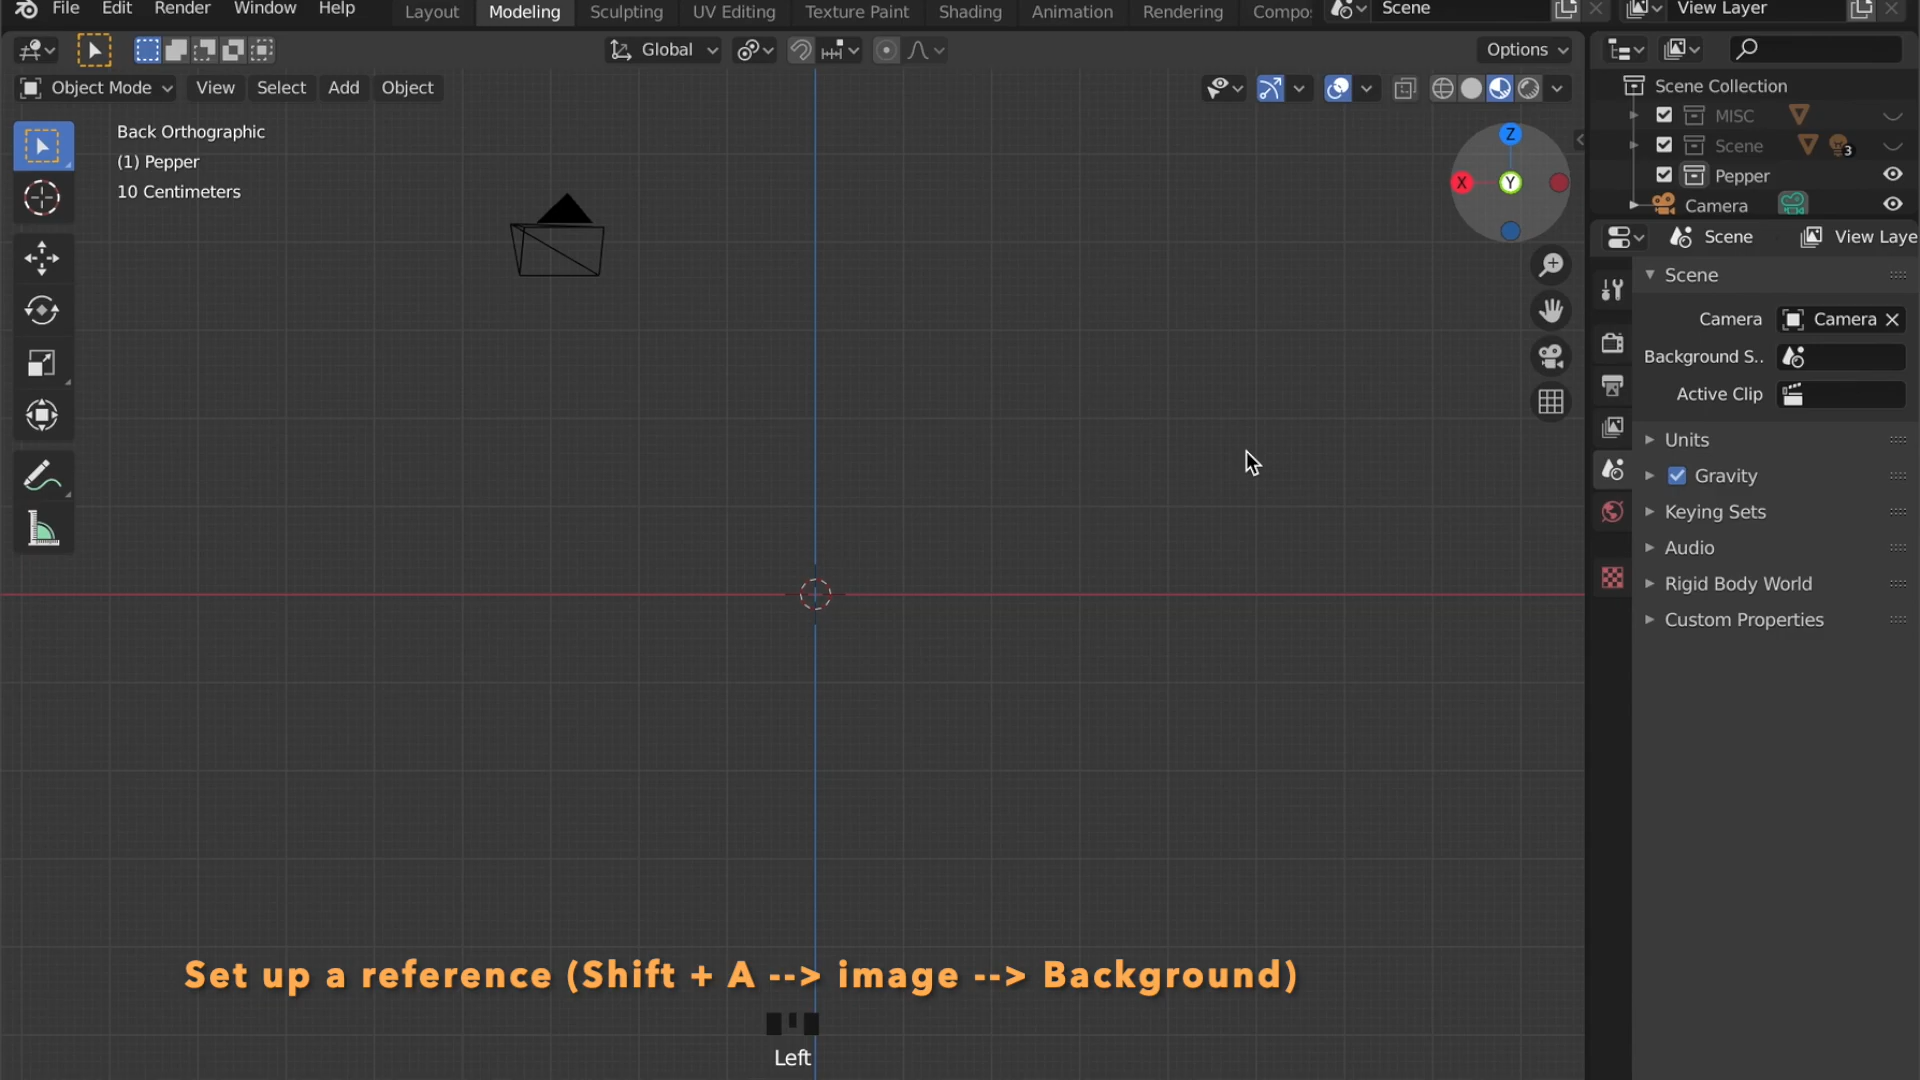 File Edit Render Window Help Layout Modeling Sculpting UV Editing Texture Paint Shading Animation Rendering Compo Scene View Layer
Global Options
Object Mode View Select Add Object
Back Orthographic
(1) Pepper
10 Centimeters
Z
X
Y
Scene Collection
MISC
Scene 3
Pepper
Camera
Scene View Laye
Scene
Camera Camera
Background S..
Active Clip
Units
Gravity
Keying Sets
Audio
Rigid Body World
Custom Properties
Set up a reference (Shift + A --> image --> Background)
Left